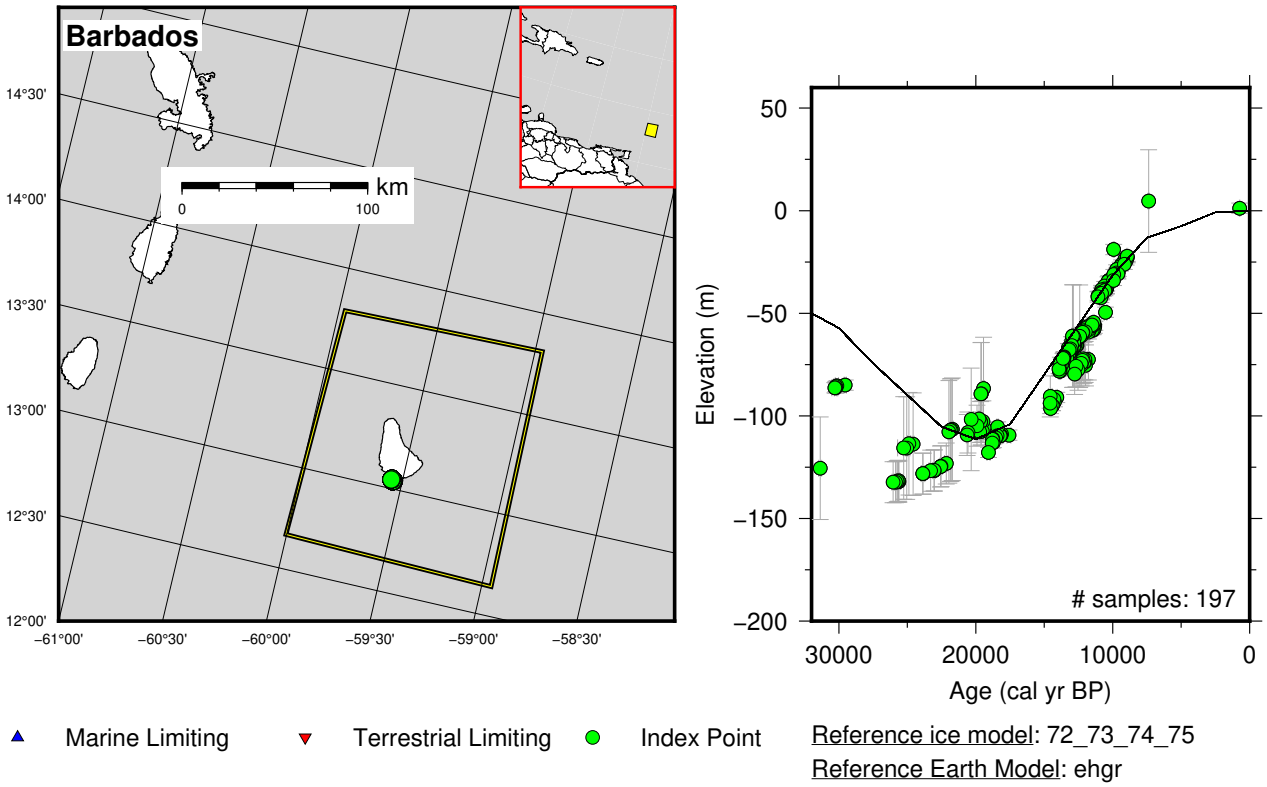 Barbados
14°30'
14°00'
13°30'
13°00'
12°30'
12°00'
−61°00'
−60°30'
−60°00'
−59°30'
−59°00'
−58°30'
km
0
100
50
0
−50
−100
−150
−200
Elevation (m)
# samples: 197
30000
20000
10000
0
Age (cal yr BP)
Marine Limiting
Terrestrial Limiting
Index Point
Reference ice model: 72_73_74_75
Reference Earth Model: ehgr